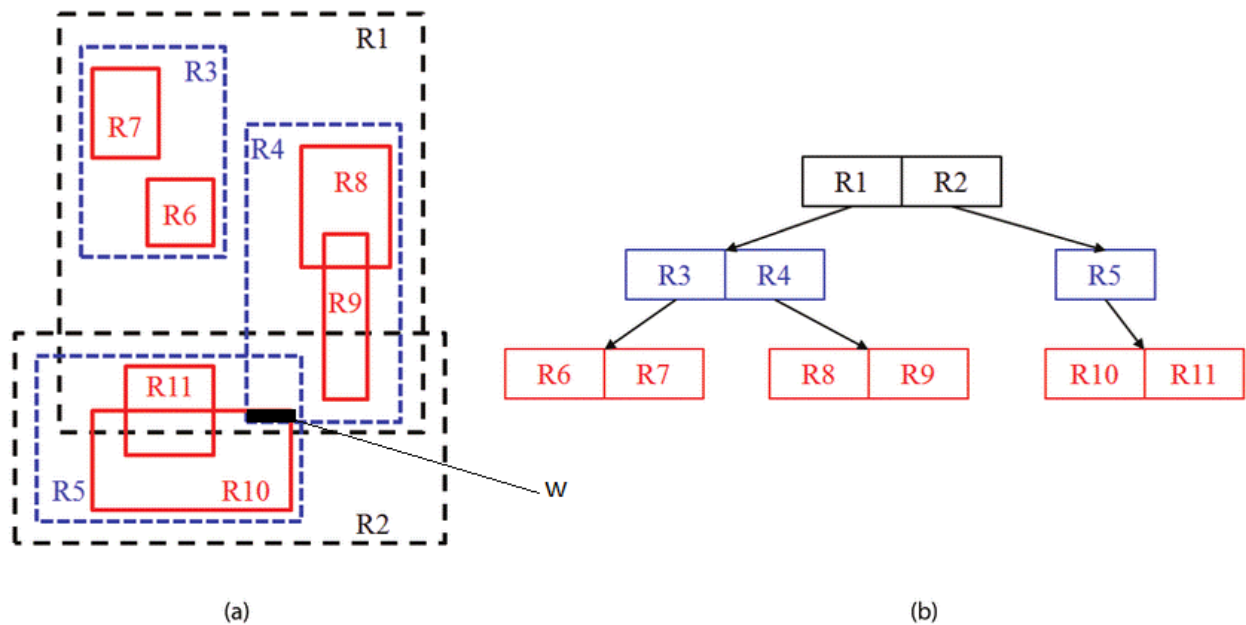 R1
R3
R7
R4
R8
R6
R9
R11
R5
R10
W
R2
(a)
R1 R2
R3 R4
R5
R6 R7
R8 R9
R10 R11
(b)